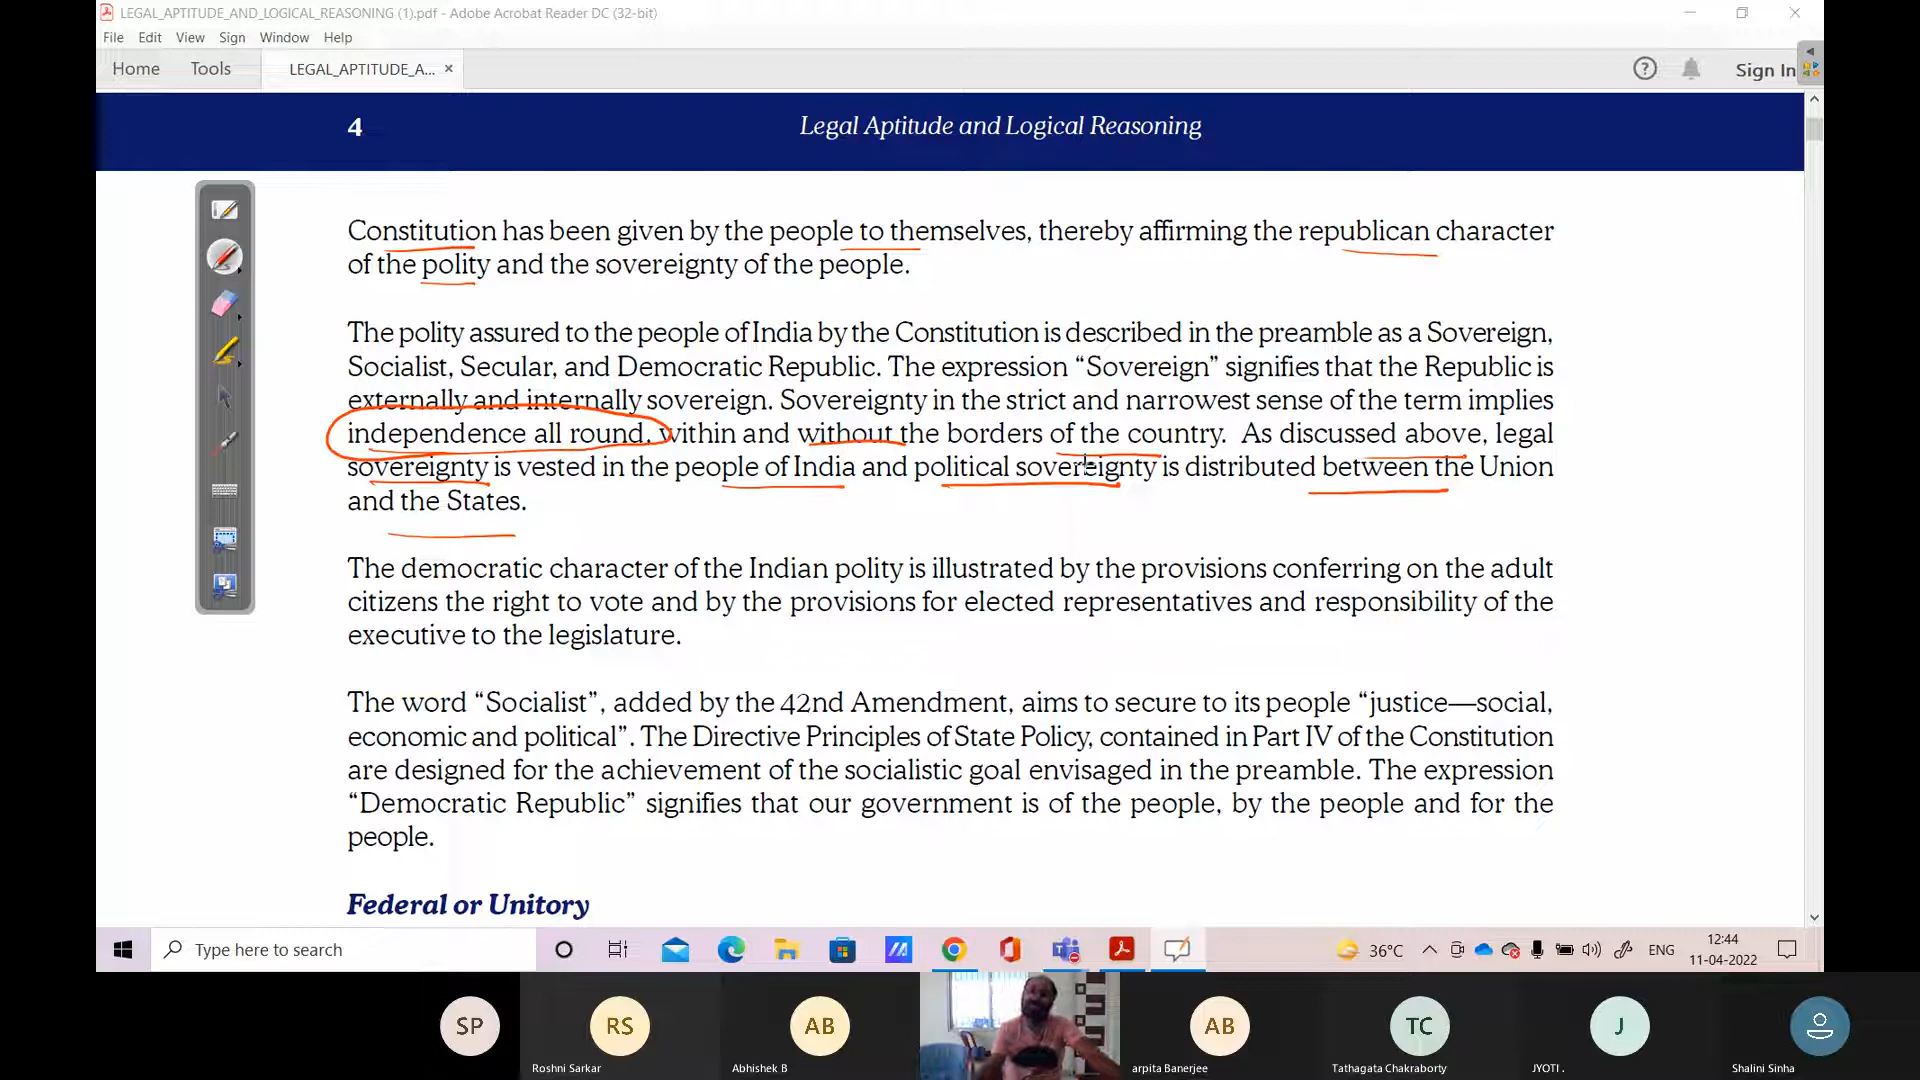 LEGAL_APTITUDE_AND_LOGICAL_REASONING (1).pdf - Adobe Acrobat Reader DC (32-bit)
File Edit View Sign Window Help
Home Tools LEGAL_APTITUDE_A... × Sign In
4 Legal Aptitude and Logical Reasoning
Constitution has been given by the people to themselves, thereby affirming the republican character
of the polity and the sovereignty of the people.
The polity assured to the people of India by the Constitution is described in the preamble as a Sovereign,
Socialist, Secular, and Democratic Republic. The expression “Sovereign” signifies that the Republic is
externally and internally sovereign. Sovereignty in the strict and narrowest sense of the term implies
independence all round, within and without the borders of the country. As discussed above, legal
sovereignty is vested in the people of India and political sovereignty is distributed between the Union
and the States.
The democratic character of the Indian polity is illustrated by the provisions conferring on the adult
citizens the right to vote and by the provisions for elected representatives and responsibility of the
executive to the legislature.
The word “Socialist”, added by the 42nd Amendment, aims to secure to its people “justice—social,
economic and political”. The Directive Principles of State Policy, contained in Part IV of the Constitution
are designed for the achievement of the socialistic goal envisaged in the preamble. The expression
“Democratic Republic” signifies that our government is of the people, by the people and for the
people.
Federal or Unitory
Type here to search 36°C ENG 12:44
11-04-2022
SP RS AB AB TC J
Roshni Sarkar Abhishek B arpita Banerjee Tathagata Chakraborty JYOTI . Shalini Sinha